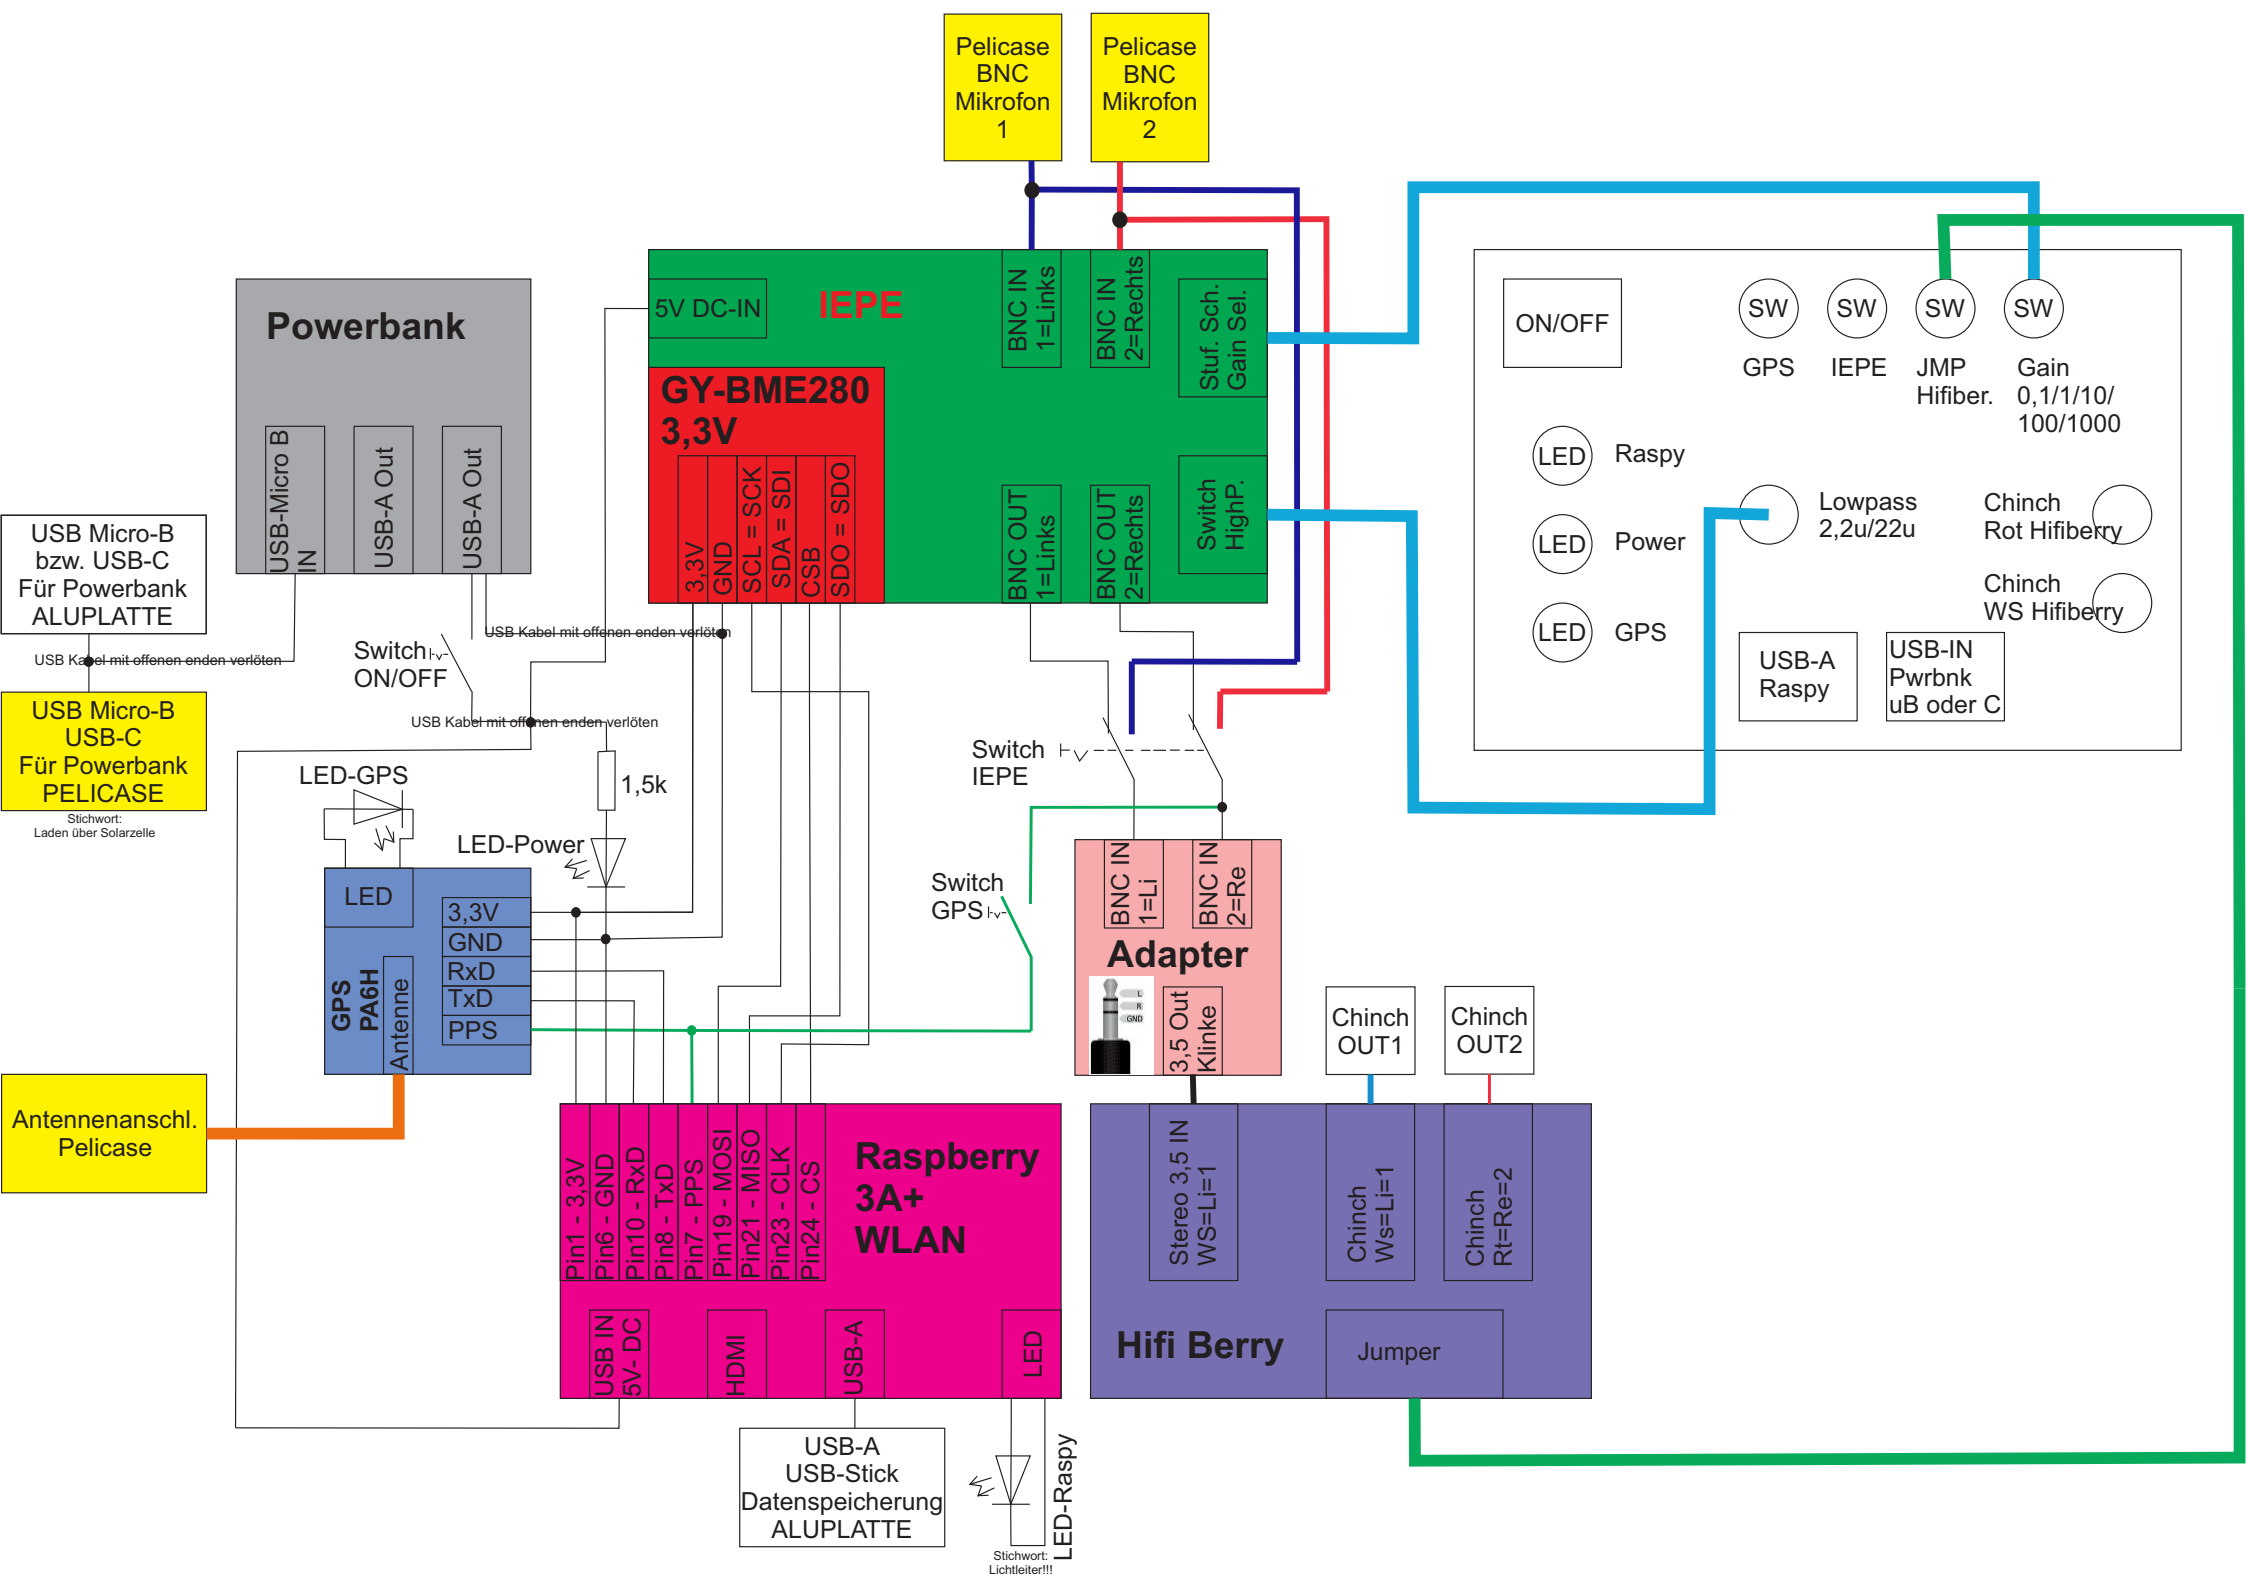 Pelicase
BNC
Mikrofon
1
Pelicase
BNC
Mikrofon
2
Powerbank
USB-Micro B
IN
USB-A Out
USB-A Out
5V DC-IN
IEPE
BNC IN
1=Links
BNC IN
2=Rechts
Stuf. Sch.
Gain Sel.
GY-BME280
3,3V
3,3V
GND
SCL = SCK
SDA = SDI
CSB
SDO = SDO
BNC OUT
1=Links
BNC OUT
2=Rechts
Switch
HighP.
ON/OFF
SW
GPS
SW
IEPE
SW
JMP
Hifiber.
SW
Gain
0,1/1/10/
100/1000
LED
Raspy
LED
Power
LED
GPS
Lowpass
2,2u/22u
Chinch
Rot Hifiberry
Chinch
WS Hifiberry
USB-A
Raspy
USB-IN
Pwrbnk
uB oder C
USB Micro-B
bzw. USB-C
Für Powerbank
ALUPLATTE
USB Kabel mit offenen enden verlöten
USB Micro-B
USB-C
Für Powerbank
PELICASE
Stichwort:
Laden über Solarzelle
Switch
ON/OFF
USB Kabel mit offenen enden verlöten
USB Kabel mit offenen enden verlöten
1,5k
LED-GPS
LED-Power
Switch
IEPE
Switch
GPS
LED
3,3V
GND
RxD
TxD
PPS
GPS
PA6H
Antenne
Antennenanschl.
Pelicase
BNC IN
1=Li
BNC IN
2=Re
Adapter
L
R
GND
3,5 Out
Klinke
Chinch
OUT1
Chinch
OUT2
Pin1 - 3,3V
Pin6 - GND
Pin10 - RxD
Pin8 - TxD
Pin7 - PPS
Pin19 - MOSI
Pin21 - MISO
Pin23 - CLK
Pin24 - CS
Raspberry
3A+
WLAN
USB IN
5V- DC
HDMI
USB-A
LED
Stereo 3,5 IN
WS=Li=1
Chinch
Ws=Li=1
Chinch
Rt=Re=2
Hifi Berry
Jumper
USB-A
USB-Stick
Datenspeicherung
ALUPLATTE
LED-Raspy
Stichwort:
Lichtleiter!!!